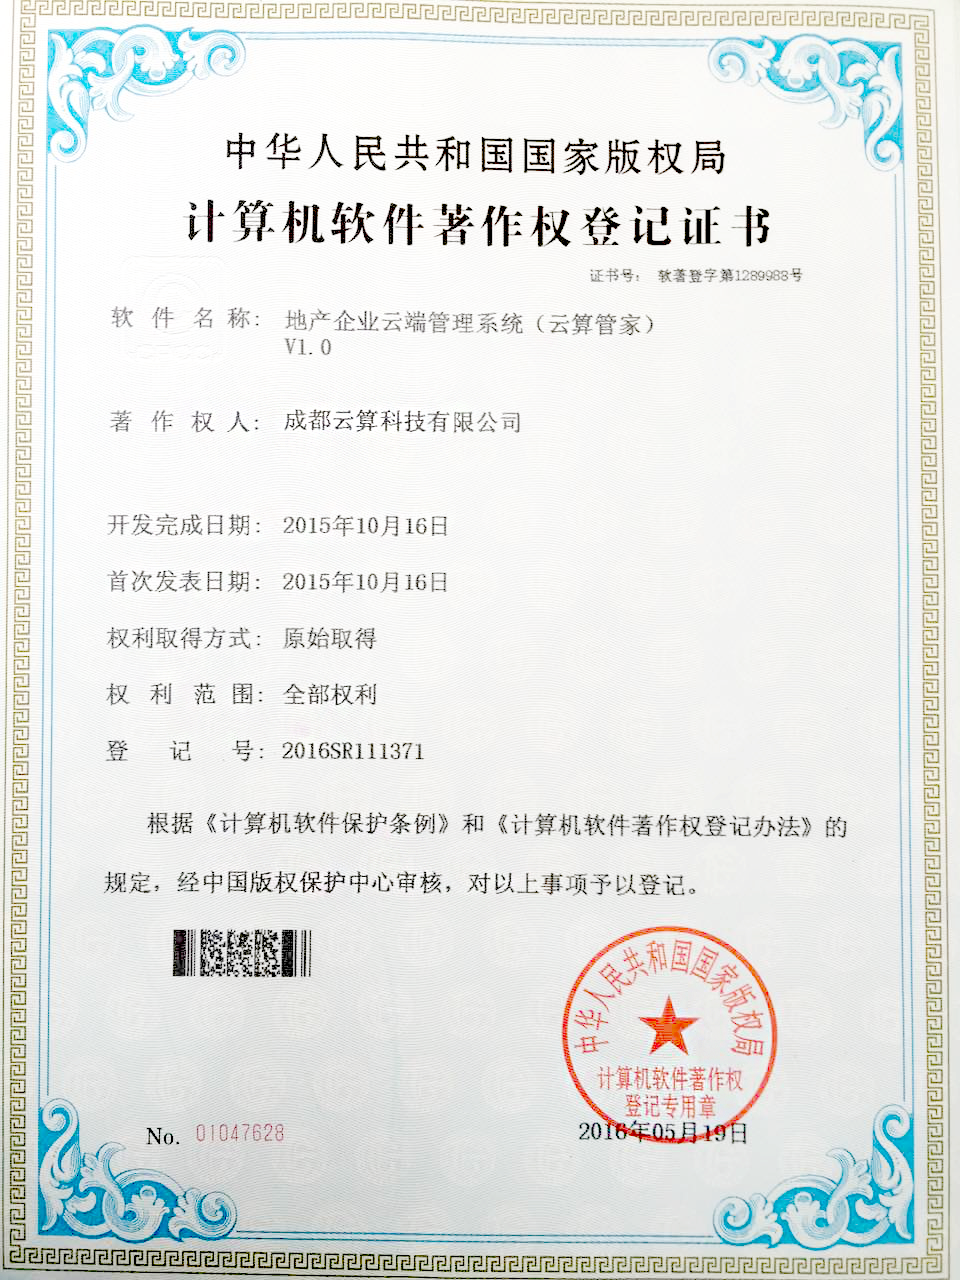 中华人民共和国国家版权局
计算机软件著作权登记证书
证书号： 软著登字第1289988号
软件名称： 地产企业云端管理系统（云算管家）
V1.0
著作权人： 成都云算科技有限公司
开发完成日期： 2015年10月16日
首次发表日期： 2015年10月16日
权利取得方式： 原始取得
权利范围： 全部权利
登记号： 2016SR111371
根据《计算机软件保护条例》和《计算机软件著作权登记办法》的
规定，经中国版权保护中心审核，对以上事项予以登记。
中华人民共和国国家版权局
计算机软件著作权
登记专用章
No. 01047628
2016年05月19日